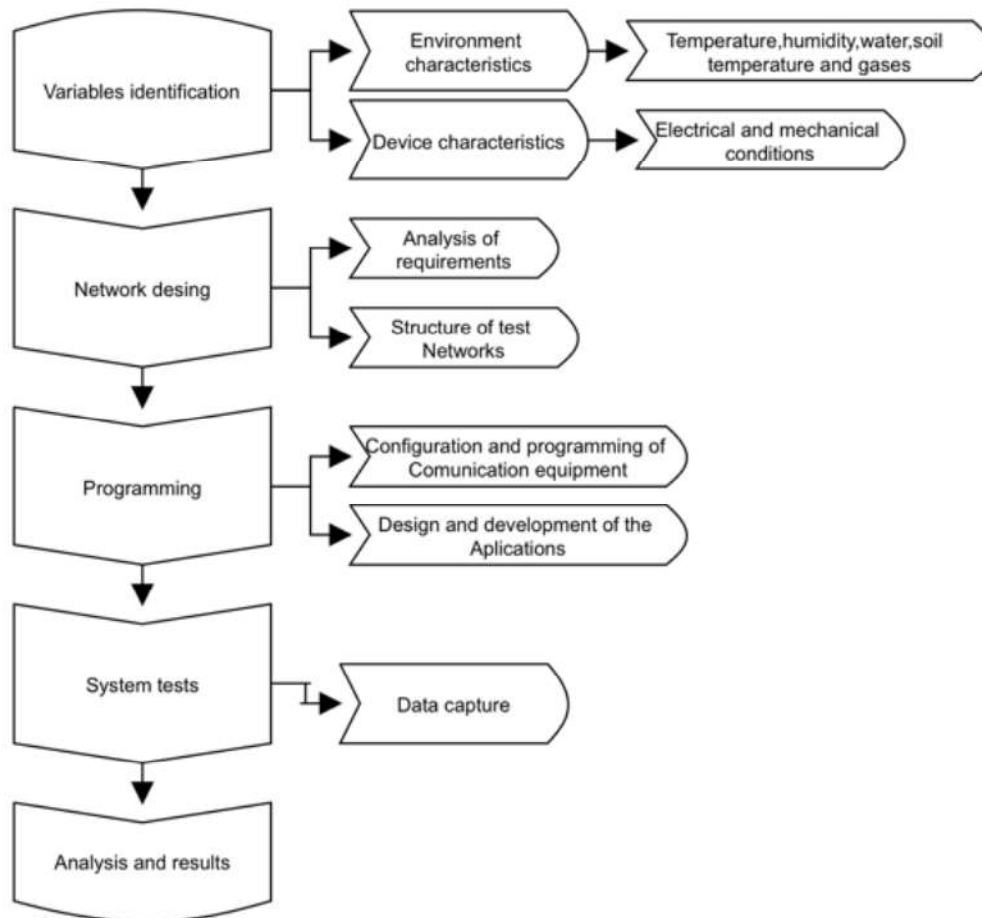 Variables identification
Environment
characteristics
Temperature,humidity,water,soil
temperature and gases
Device characteristics
Electrical and mechanical
conditions
Network desing
Analysis of
requirements
Structure of test
Networks
Programming
Configuration and programming of
Comunication equipment
Design and development of the
Aplications
System tests
Data capture
Analysis and results